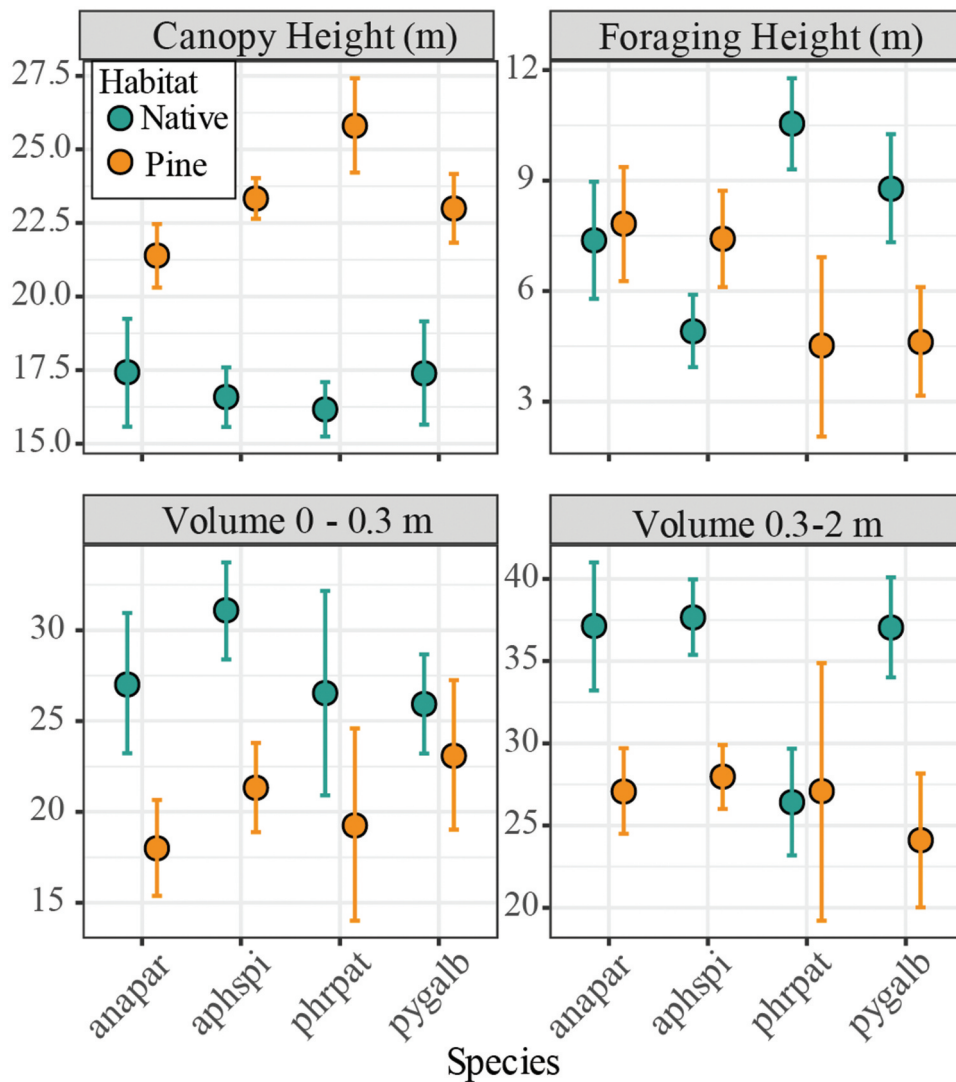 Canopy Height (m)
Foraging Height (m)
Habitat
Native
Pine
27.5
25.0
22.5
20.0
17.5
15.0
12
9
6
3
Volume 0 - 0.3 m
Volume 0.3-2 m
30
25
20
15
40
35
30
25
20
anapar
aphspi
phrpat
pygalb
anapar
aphspi
phrpat
pygalb
Species